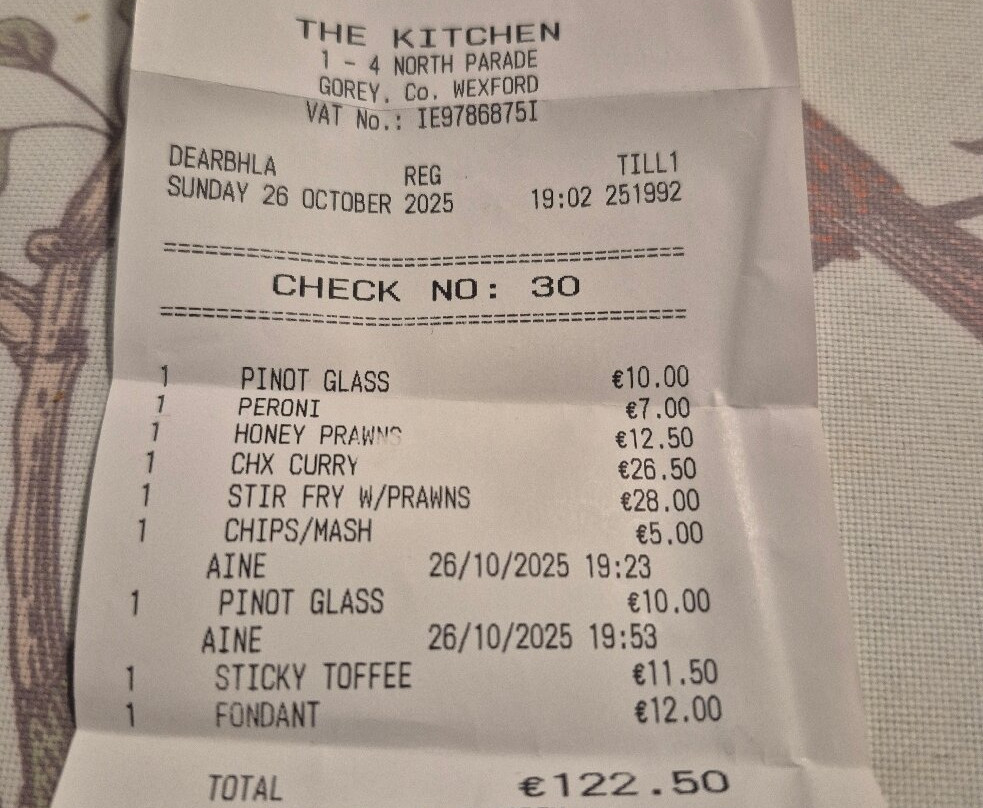 THE KITCHEN
1 - 4 NORTH PARADE
GOREY, Co. WEXFORD
VAT No.: IE9786875I
DEARBHLA REG TILL1
SUNDAY 26 OCTOBER 2025 19:02 251992
CHECK NO: 30
1 PINOT GLASS €10.00
1 PERONI €7.00
1 HONEY PRAWNS €12.50
1 CHX CURRY €26.50
1 STIR FRY W/PRAWNS €28.00
1 CHIPS/MASH €5.00
AINE 26/10/2025 19:23
1 PINOT GLASS €10.00
AINE 26/10/2025 19:53
1 STICKY TOFFEE €11.50
1 FONDANT €12.00
TOTAL €122.50